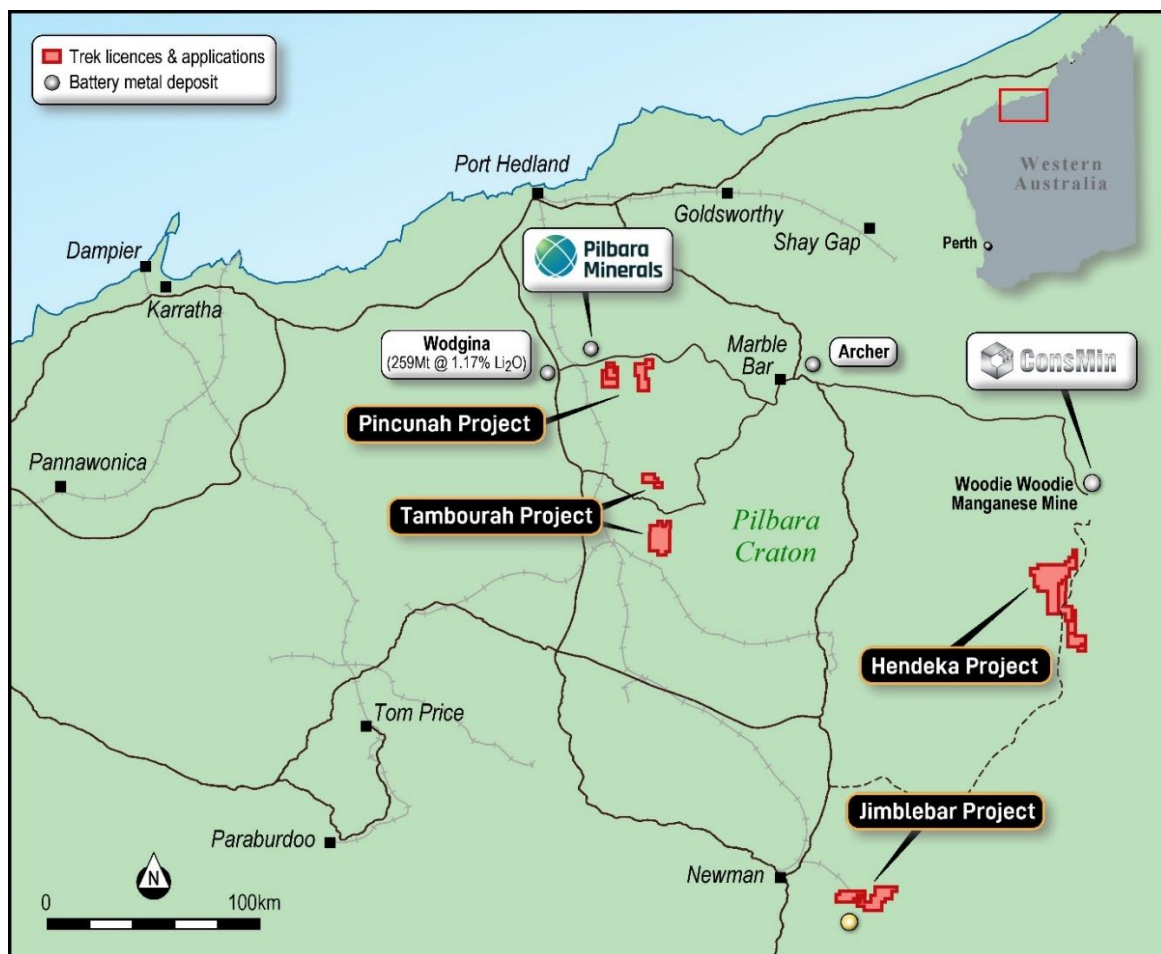 Trek licences & applications
Battery metal deposit
Western
Australia
Perth
Port Hedland
Goldsworthy
Shay Gap
Dampier
Karratha
Pilbara
Minerals
Wodgina
(259Mt @ 1.17% Li₂O)
Marble
Bar
Archer
ConsMin
Pincunah Project
Pannawonica
Woodie Woodie
Manganese Mine
Tambourah Project
Pilbara
Craton
Hendeka Project
Tom Price
Jimblebar Project
Paraburdoo
Newman
N
0 100km